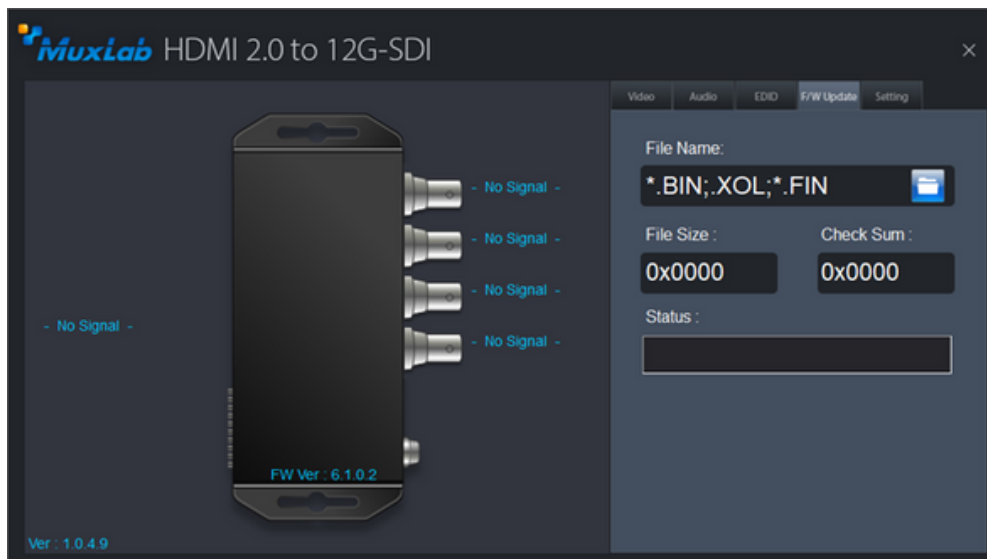 MuxLab HDMI 2.0 to 12G-SDI
×
Video Audio EDID F/W Update Setting
File Name:
*.BIN;.XOL;*.FIN
File Size : Check Sum :
0x0000 0x0000
Status :
- No Signal -
- No Signal -
- No Signal -
- No Signal -
- No Signal -
FW Ver : 6.1.0.2
Ver : 1.0.4.9